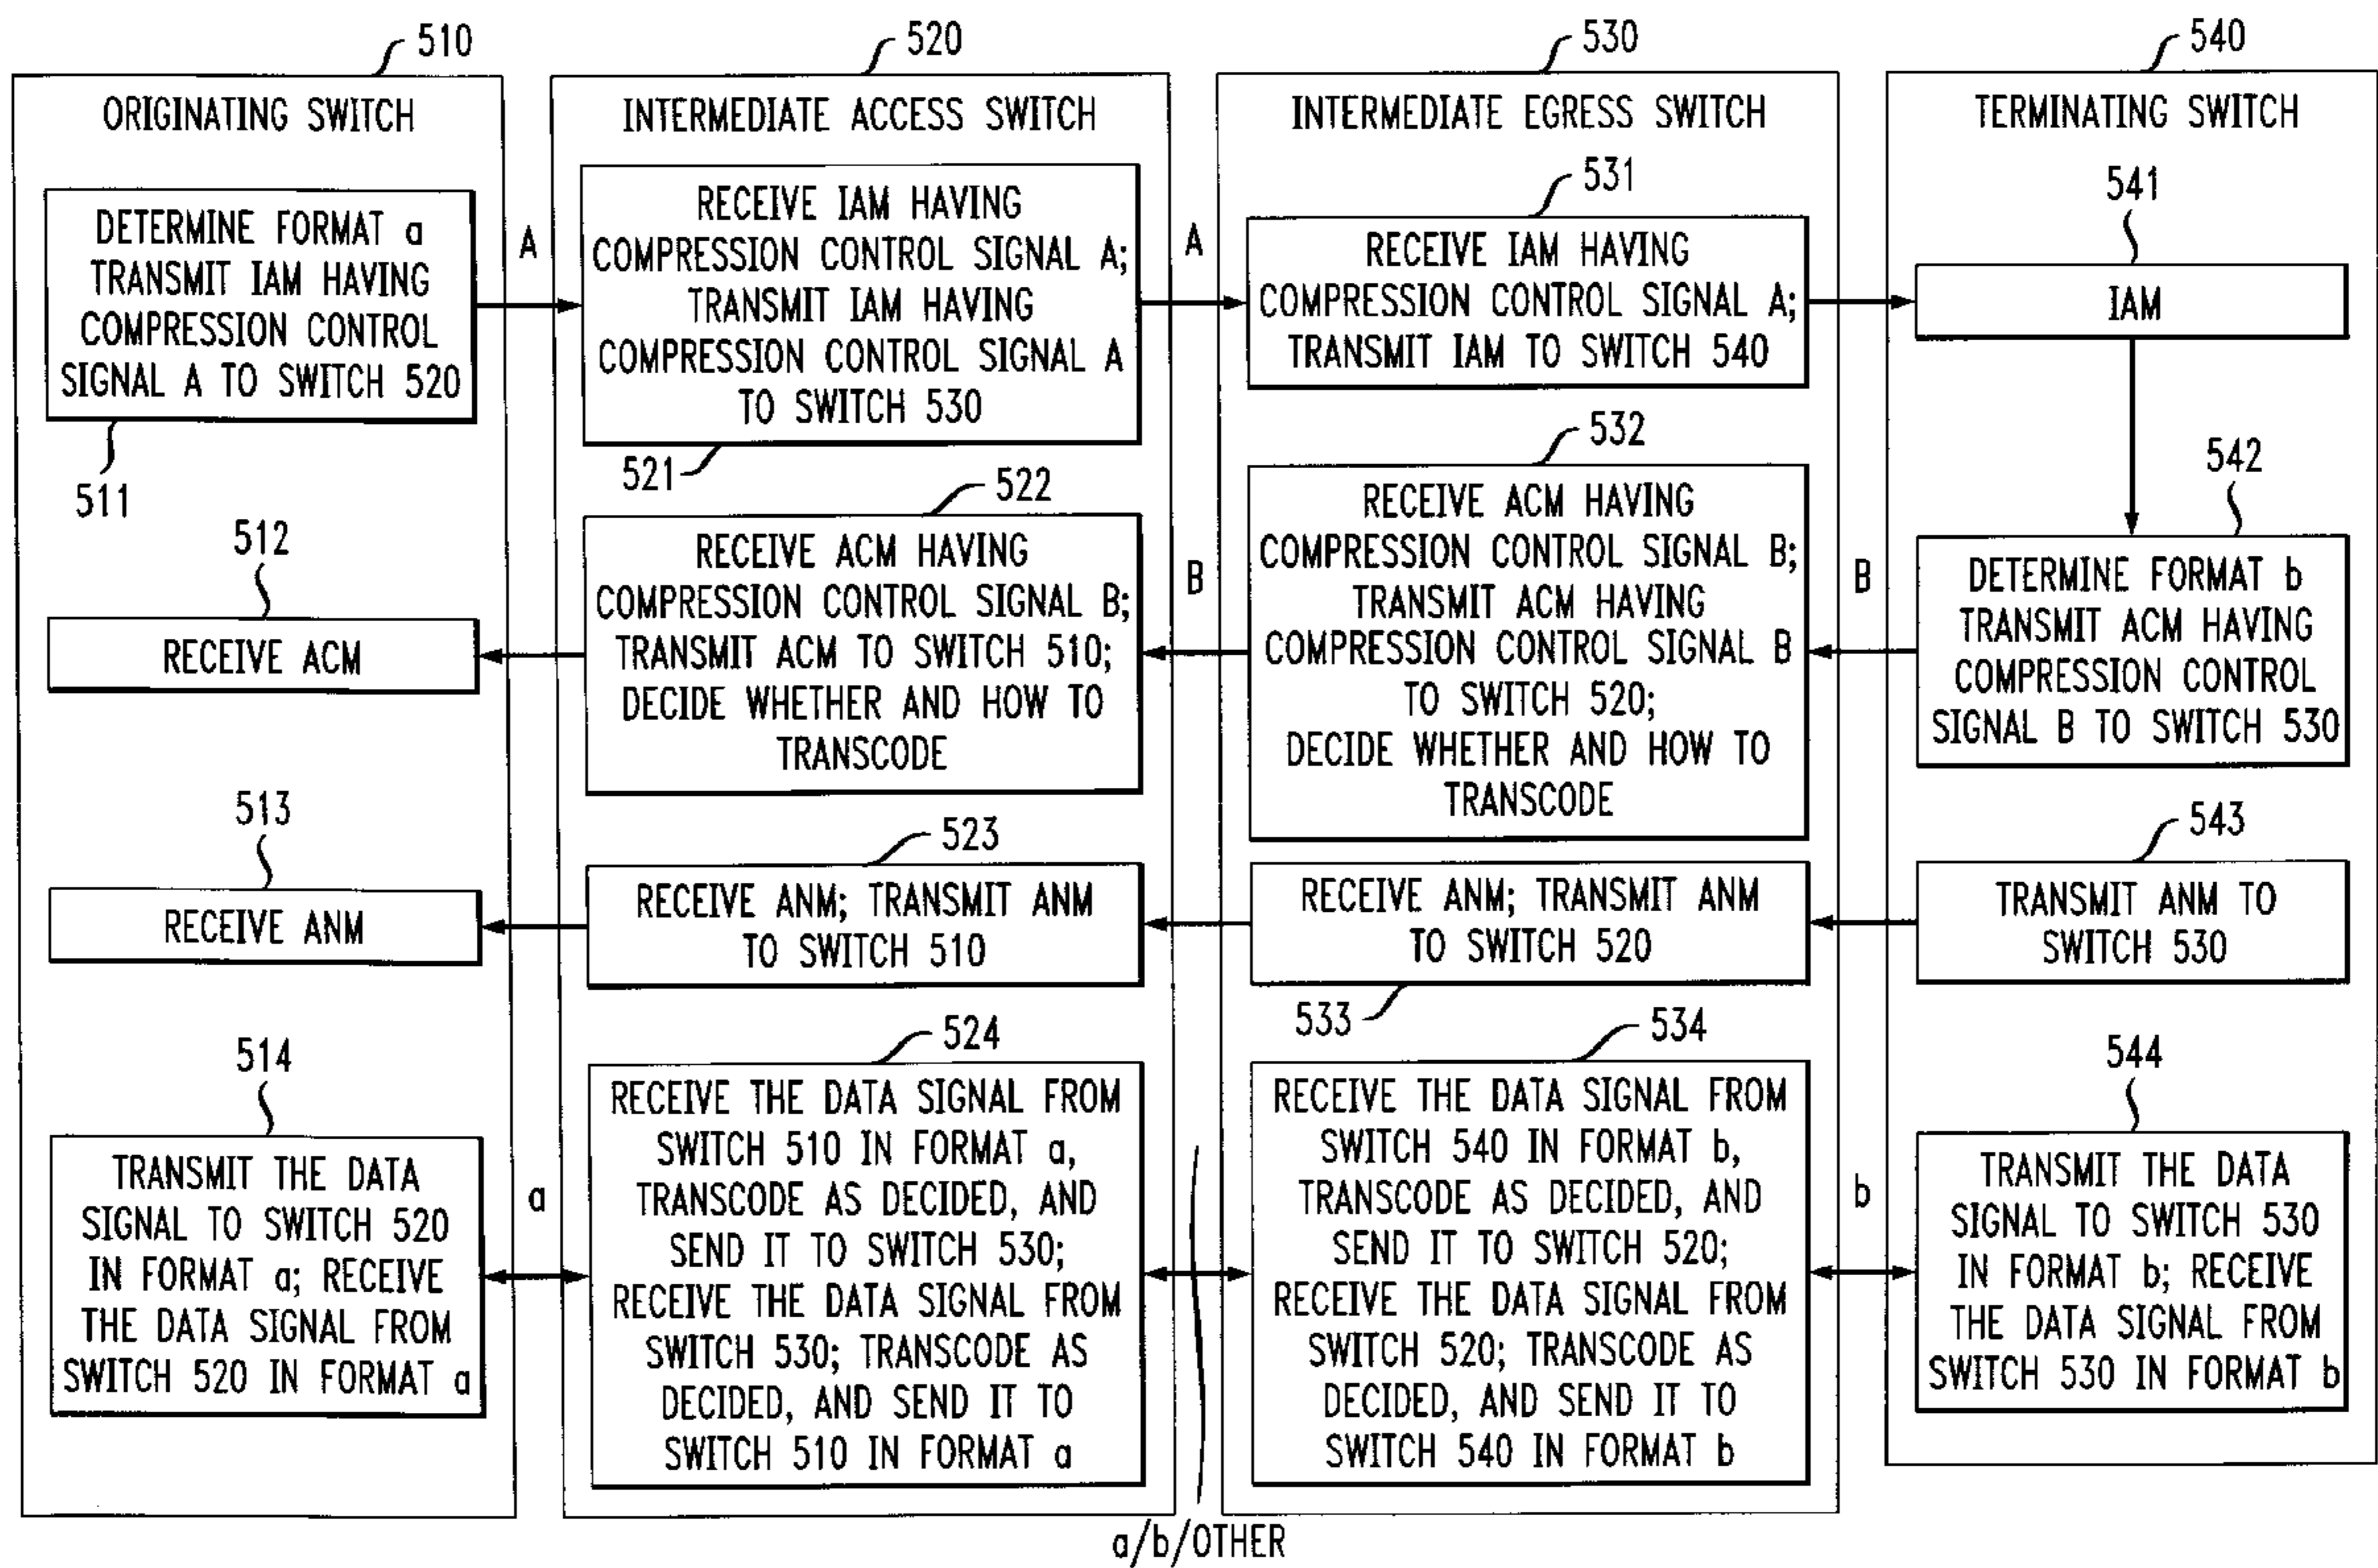 510
ORIGINATING SWITCH
DETERMINE FORMAT a
TRANSMIT IAM HAVING
COMPRESSION CONTROL
SIGNAL A TO SWITCH 520
511
512
RECEIVE ACM
513
RECEIVE ANM
514
TRANSMIT THE DATA
SIGNAL TO SWITCH 520
IN FORMAT a; RECEIVE
THE DATA SIGNAL FROM
SWITCH 520 IN FORMAT a
A
a
520
INTERMEDIATE ACCESS SWITCH
RECEIVE IAM HAVING
COMPRESSION CONTROL SIGNAL A;
TRANSMIT IAM HAVING
COMPRESSION CONTROL SIGNAL A
TO SWITCH 530
521
522
RECEIVE ACM HAVING
COMPRESSION CONTROL SIGNAL B;
TRANSMIT ACM TO SWITCH 510;
DECIDE WHETHER AND HOW TO
TRANSCODE
523
RECEIVE ANM; TRANSMIT ANM
TO SWITCH 510
524
RECEIVE THE DATA SIGNAL FROM
SWITCH 510 IN FORMAT a,
TRANSCODE AS DECIDED, AND
SEND IT TO SWITCH 530;
RECEIVE THE DATA SIGNAL FROM
SWITCH 530; TRANSCODE AS
DECIDED, AND SEND IT TO
SWITCH 510 IN FORMAT a
A
B
a/b/OTHER
530
INTERMEDIATE EGRESS SWITCH
531
RECEIVE IAM HAVING
COMPRESSION CONTROL SIGNAL A;
TRANSMIT IAM TO SWITCH 540
532
RECEIVE ACM HAVING
COMPRESSION CONTROL SIGNAL B;
TRANSMIT ACM HAVING
COMPRESSION CONTROL SIGNAL B
TO SWITCH 520;
DECIDE WHETHER AND HOW TO
TRANSCODE
RECEIVE ANM; TRANSMIT ANM
TO SWITCH 520
533
534
RECEIVE THE DATA SIGNAL FROM
SWITCH 540 IN FORMAT b,
TRANSCODE AS DECIDED, AND
SEND IT TO SWITCH 520;
RECEIVE THE DATA SIGNAL FROM
SWITCH 520; TRANSCODE AS
DECIDED, AND SEND IT TO
SWITCH 540 IN FORMAT b
B
b
540
TERMINATING SWITCH
541
IAM
542
DETERMINE FORMAT b
TRANSMIT ACM HAVING
COMPRESSION CONTROL
SIGNAL B TO SWITCH 530
543
TRANSMIT ANM TO
SWITCH 530
544
TRANSMIT THE DATA
SIGNAL TO SWITCH 530
IN FORMAT b; RECEIVE
THE DATA SIGNAL FROM
SWITCH 530 IN FORMAT b